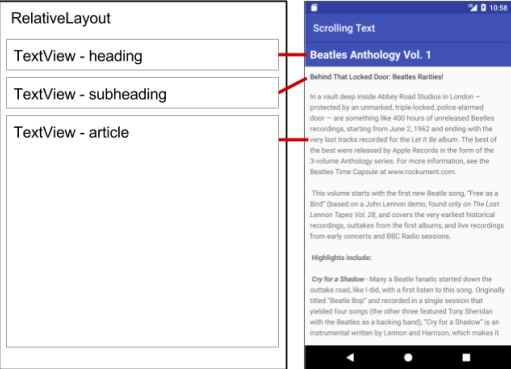 RelativeLayout
TextView - heading
TextView - subheading
TextView - article
10:58
Scrolling Text
Beatles Anthology Vol. 1
Behind That Locked Door: Beatles Rarities!
In a vault deep inside Abbey Road Studios in London —
protected by an unmarked, triple-locked, police-alarmed
door — are something like 400 hours of unreleased Beatles
recordings, starting from June 2, 1962 and ending with the
very last tracks recorded for the Let It Be album. The best of
the best were released by Apple Records in the form of the
3-volume Anthology series. For more information, see the
Beatles Time Capsule at www.rockument.com.
This volume starts with the first new Beatle song, “Free as a
Bird” (based on a John Lennon demo, found only on The Lost
Lennon Tapes Vol. 28, and covers the very earliest historical
recordings, outtakes from the first albums, and live recordings
from early concerts and BBC Radio sessions.
Highlights include:
Cry for a Shadow - Many a Beatle fanatic started down the
outtake road, like I did, with a first listen to this song. Originally
titled “Beatle Bop” and recorded in a single session that
yielded four songs (the other three featured Tony Sheridan
with the Beatles as a backing band), “Cry for a Shadow” is an
instrumental written by Lennon and Harrison, which makes it